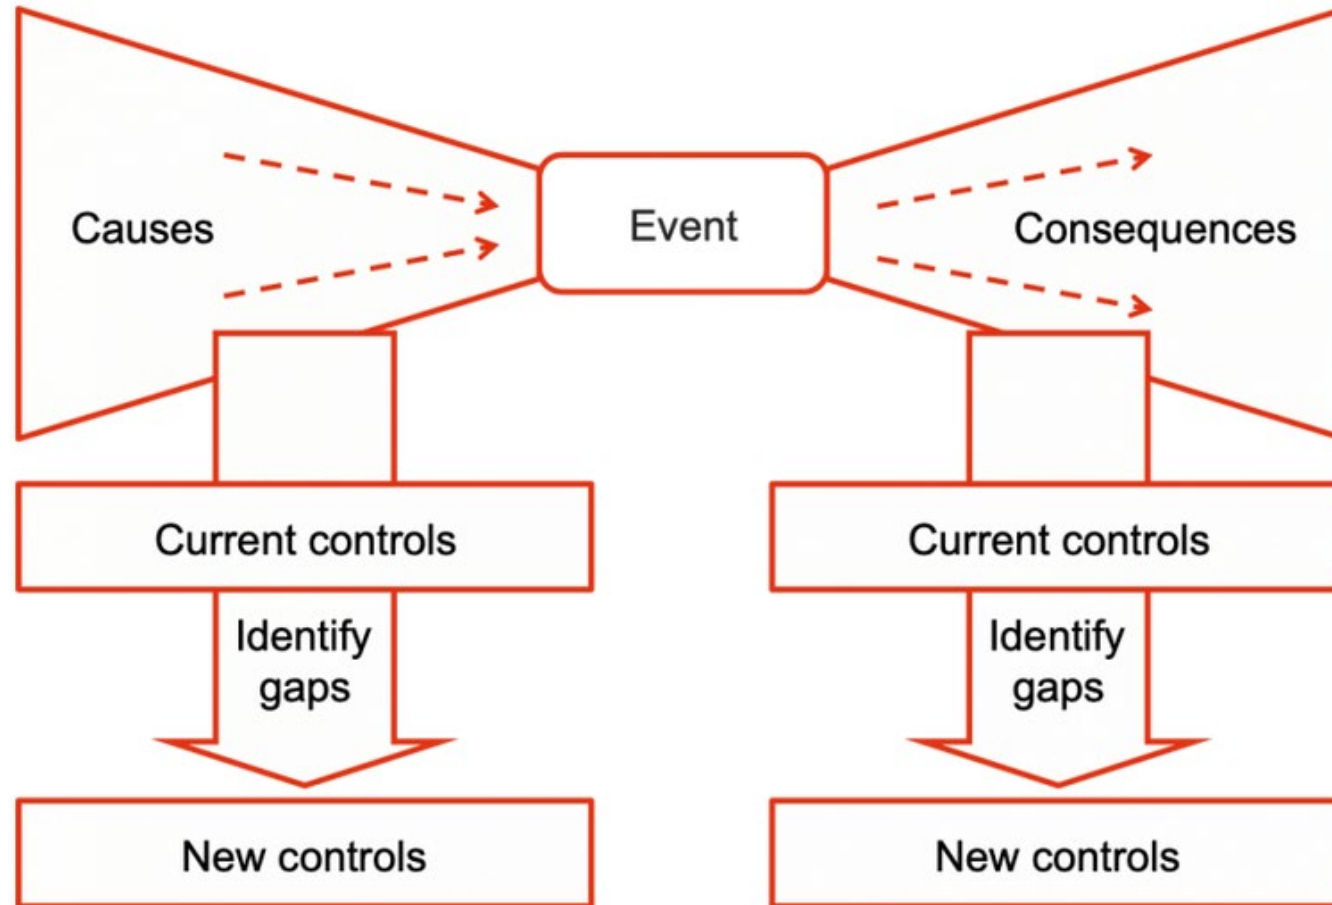 Causes
Event
Consequences
Current controls
Current controls
Identify
gaps
Identify
gaps
New controls
New controls